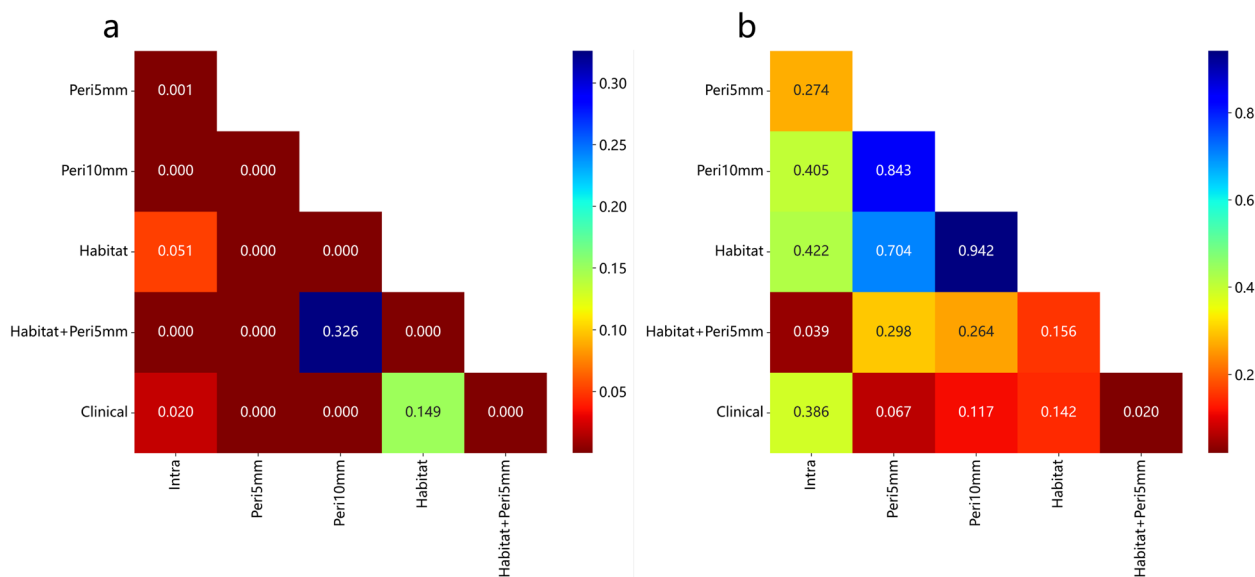 a
Peri5mm
0.001
Peri10mm
0.000 0.000
Habitat
0.051 0.000 0.000
Habitat+Peri5mm
0.000 0.000 0.326 0.000
Clinical
0.020 0.000 0.000 0.149 0.000
Intra
Peri5mm
Peri10mm
Habitat
Habitat+Peri5mm
0.30
0.25
0.20
0.15
0.10
0.05
b
Peri5mm
0.274
Peri10mm
0.405 0.843
Habitat
0.422 0.704 0.942
Habitat+Peri5mm
0.039 0.298 0.264 0.156
Clinical
0.386 0.067 0.117 0.142 0.020
Intra
Peri5mm
Peri10mm
Habitat
Habitat+Peri5mm
0.8
0.6
0.4
0.2